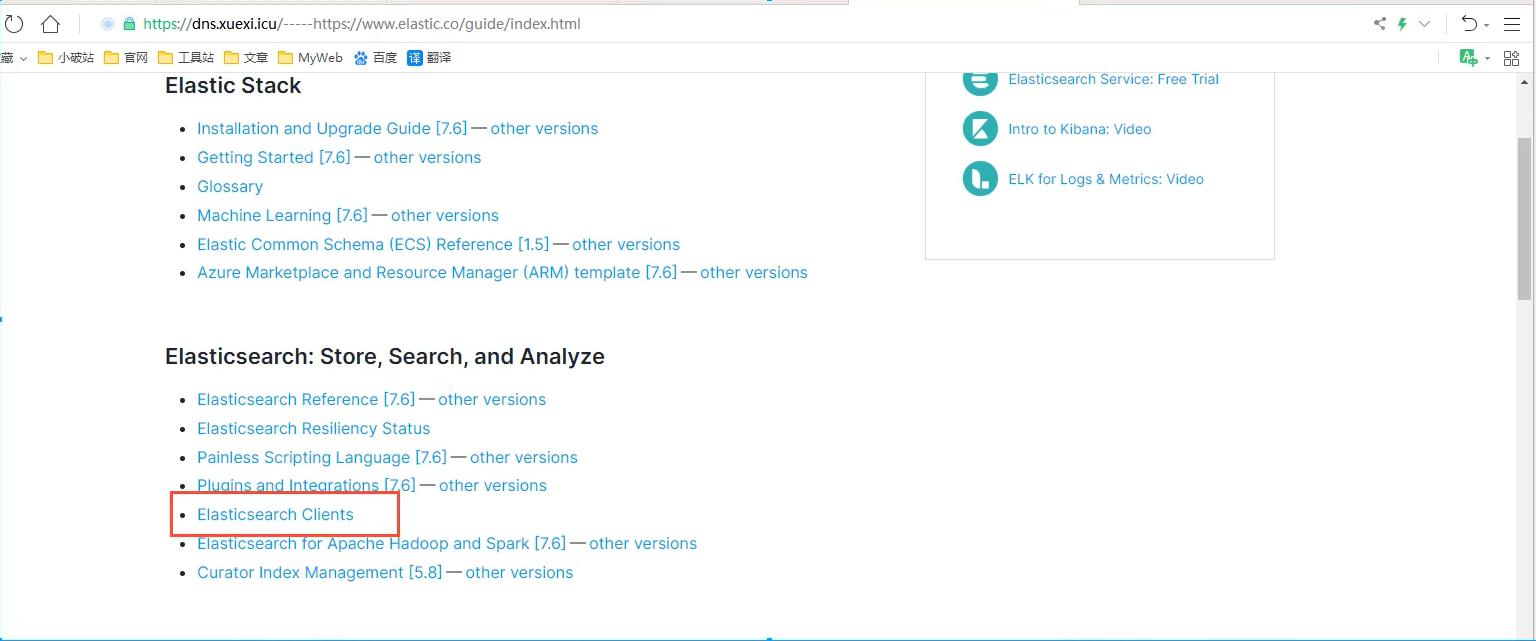 https://dns.xuexi.icu/-----https://www.elastic.co/guide/index.html
藏 小破站 官网 工具站 文章 MyWeb 百度 译 翻译
Elastic Stack
Installation and Upgrade Guide [7.6] — other versions
Getting Started [7.6] — other versions
Glossary
Machine Learning [7.6] — other versions
Elastic Common Schema (ECS) Reference [1.5] — other versions
Azure Marketplace and Resource Manager (ARM) template [7.6] — other versions
Elasticsearch Service: Free Trial
Intro to Kibana: Video
ELK for Logs & Metrics: Video
Elasticsearch: Store, Search, and Analyze
Elasticsearch Reference [7.6] — other versions
Elasticsearch Resiliency Status
Painless Scripting Language [7.6] — other versions
Plugins and Integrations [7.6] — other versions
Elasticsearch Clients
Elasticsearch for Apache Hadoop and Spark [7.6] — other versions
Curator Index Management [5.8] — other versions